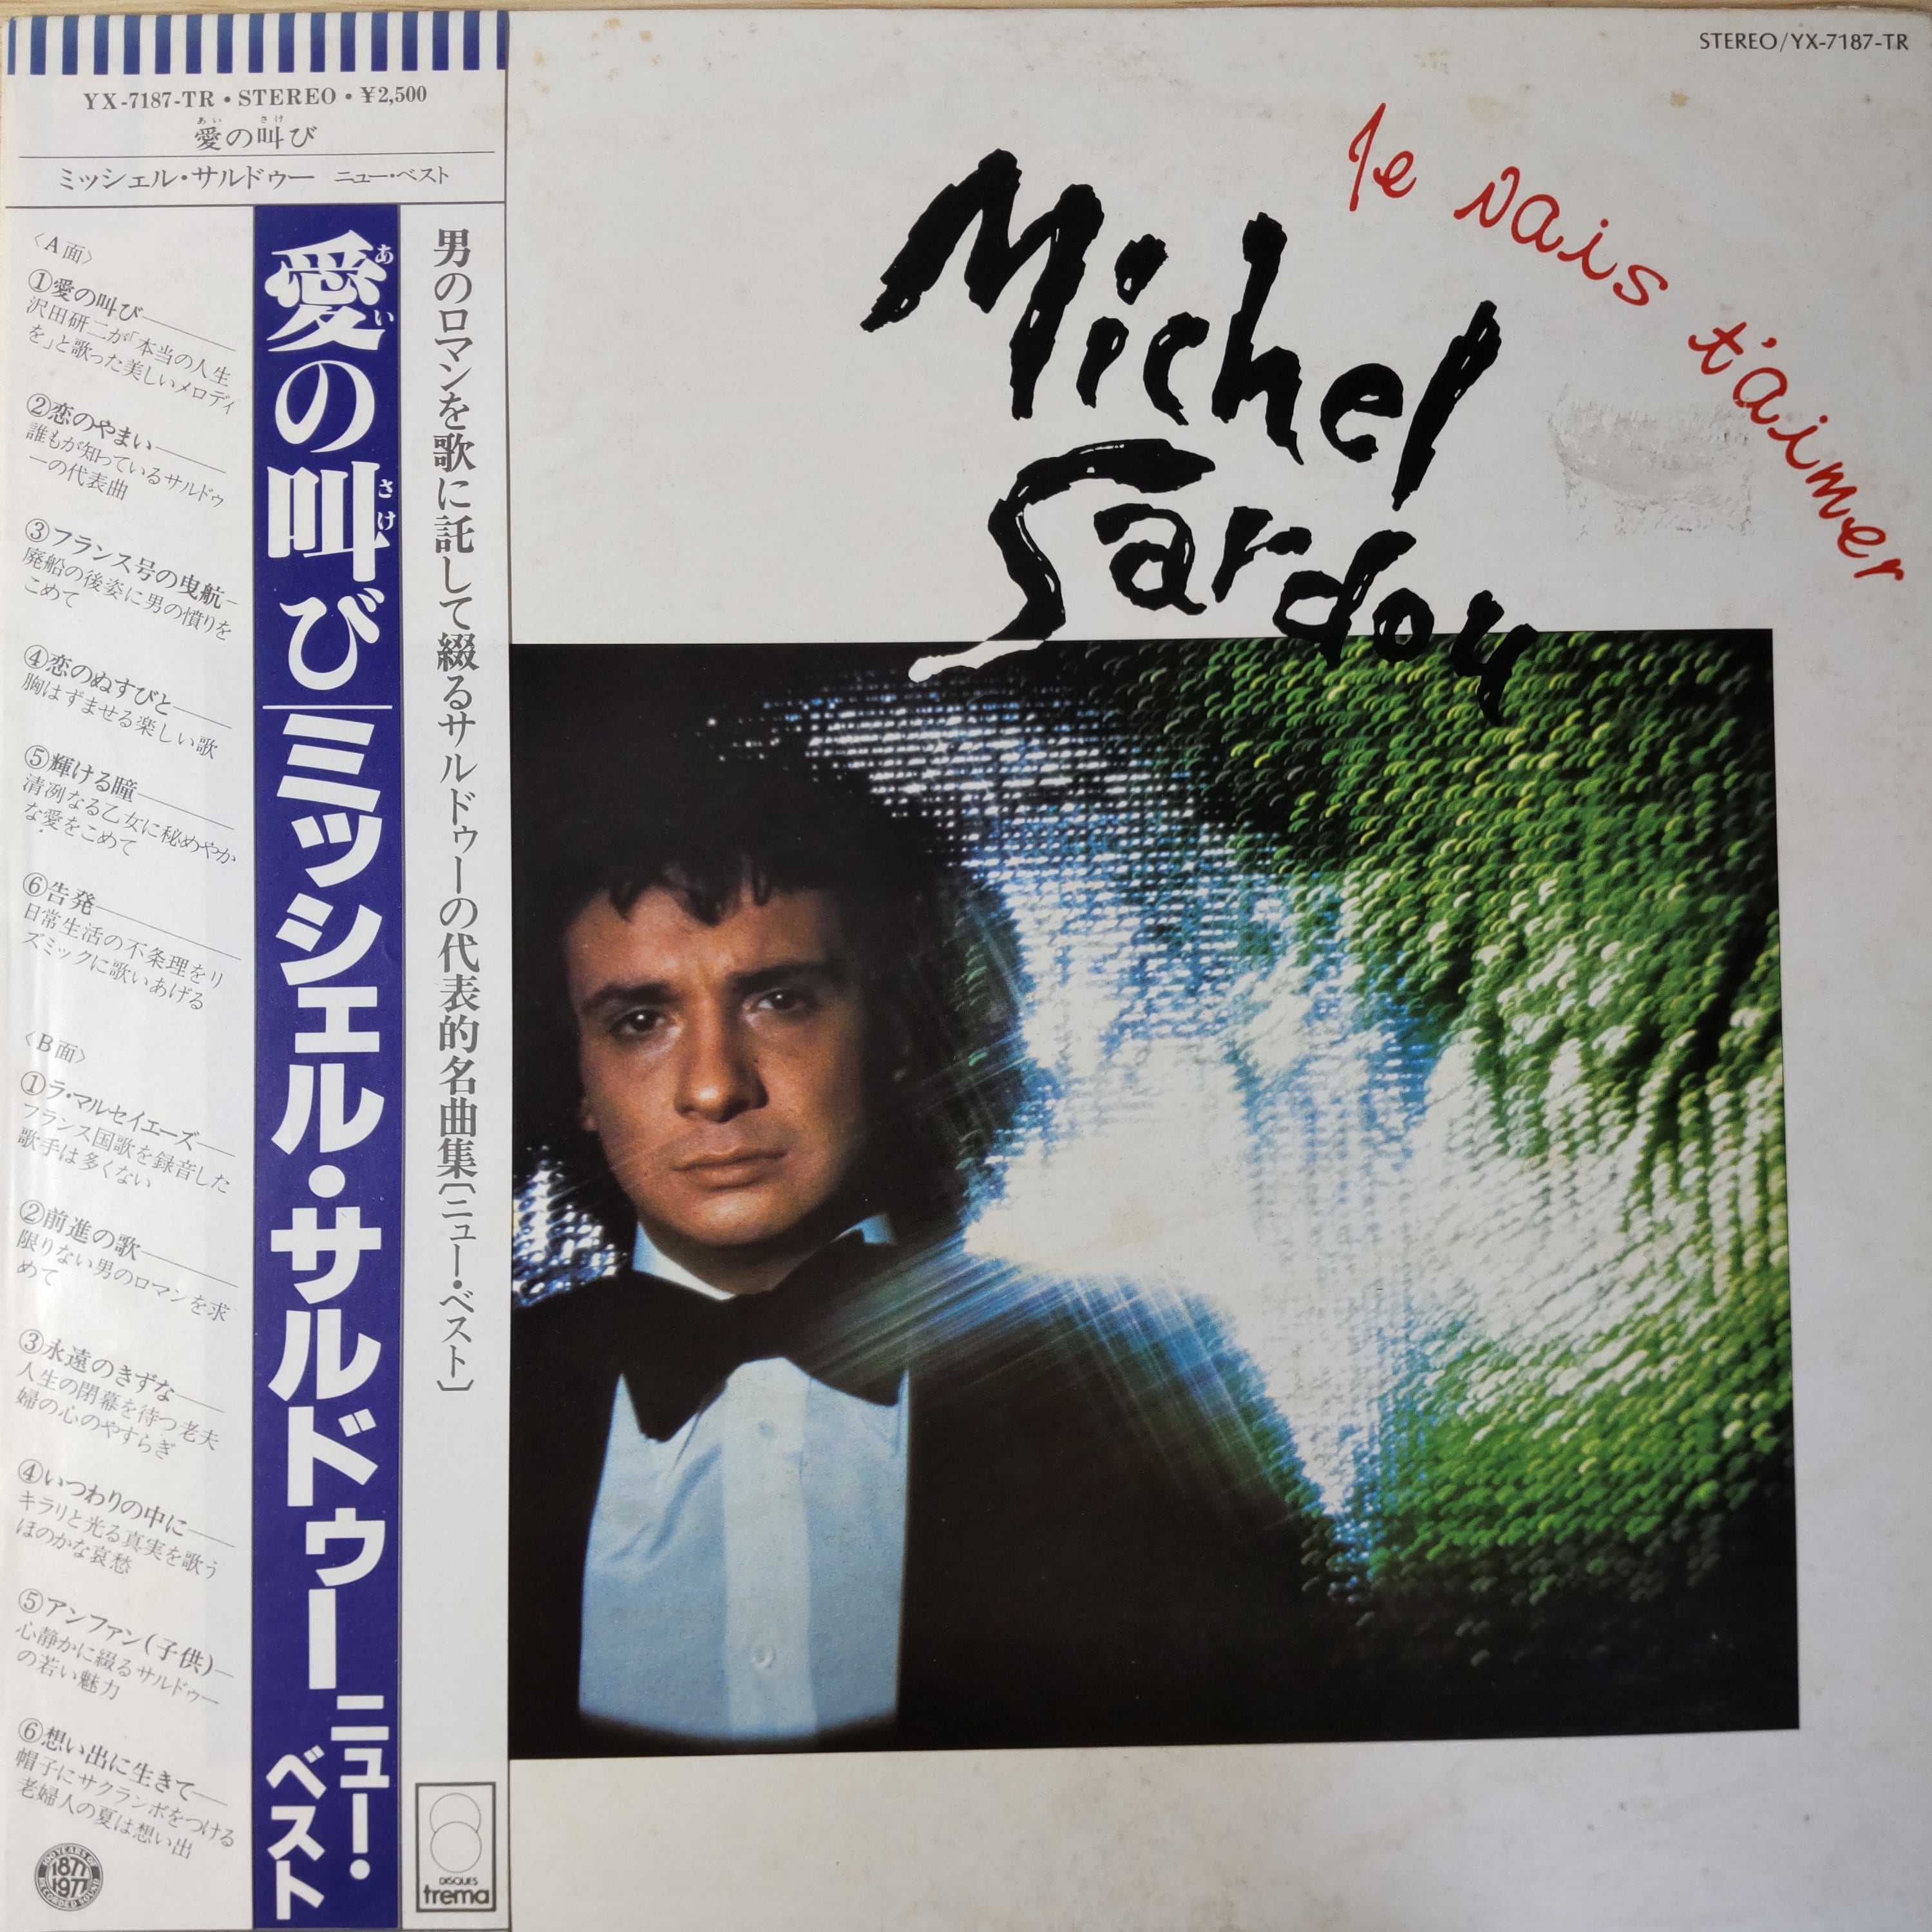 YX-7187-TR・STEREO・¥2,500
あい さけ
愛の叫び
ミッシェル・サルドゥー ニュー・ベスト
〈A面〉
①愛の叫び
沢田研二が「本当の人生
を」と歌った美しいメロディ
②恋のやまい
誰もが知っているサルドゥ
ーの代表曲
③フランス号の曳航
廃船の後姿に男の憤りを
こめて
④恋のぬすびと
胸はずませる楽しい歌
⑤輝ける瞳
清冽なる乙女に秘めやか
な愛をこめて
⑥告発
日常生活の不条理をリ
ズミックに歌いあげる
〈B面〉
①ラ・マルセイエーズ
フランス国歌を録音した
歌手は多くない
②前進の歌
限りない男のロマンを求
めて
③永遠のきずな
人生の閉幕を待つ老夫
婦の心のやすらぎ
④いつわりの中に
キラリと光る真実を歌う
ほのかな哀愁
⑤アンファン(子供)
心静かに綴るサルドゥー
の若い魅力
⑥想い出に生きて
帽子にサクランボをつける
老婦人の夏は想い出
100 YEARS OF
1877
1977
RECORDED SOUND
あい さけ
愛の叫び
ミッシェル・サルドゥー
ニュー・
ベスト
男のロマンを歌に託して綴るサルドゥーの代表的名曲集〔ニュー・ベスト〕
DISQUES
trema
STEREO/YX-7187-TR
Je vais t'aimer
Michel
Sardou